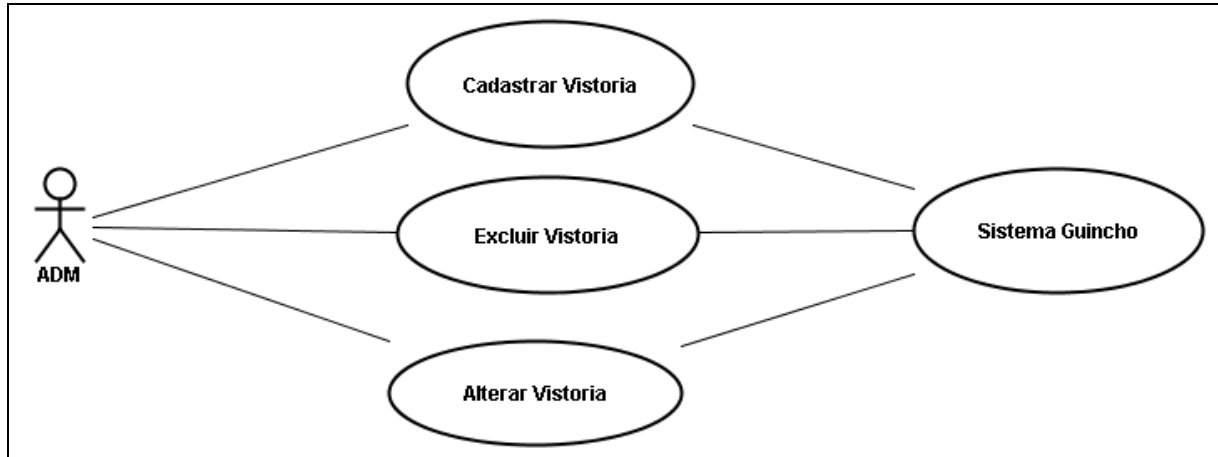 Cadastrar Vistoria
Excluir Vistoria
Sistema Guincho
ADM
Alterar Vistoria